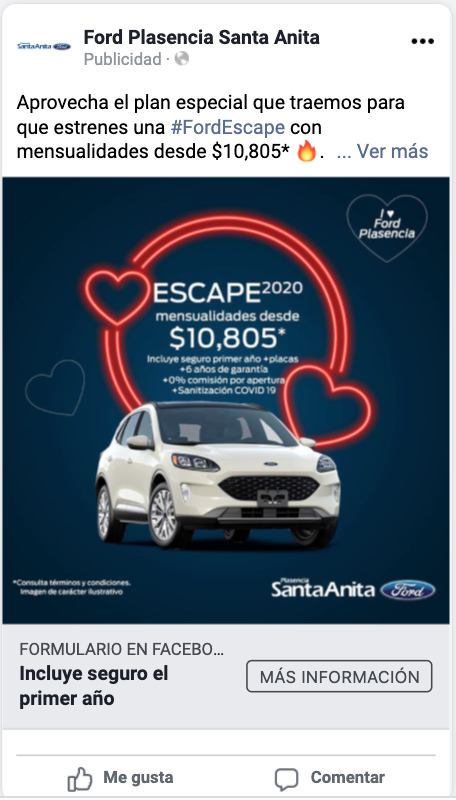 Ford Plasencia Santa Anita
SantaAnita Ford
Publicidad ·
Aprovecha el plan especial que traemos para
que estrenes una #FordEscape con
mensualidades desde $10,805* 🔥. ... Ver más
I ♥
Ford
Plasencia
ESCAPE2020
mensualidades desde
$10,805*
Incluye seguro primer año +placas
+6 años de garantía
+0% comisión por apertura
+Sanitización COVID 19
*Consulta términos y condiciones.
Imagen de carácter ilustrativo
Plasencia
SantaAnita Ford
FORMULARIO EN FACEBO...
Incluye seguro el
primer año
MÁS INFORMACIÓN
Me gusta
Comentar